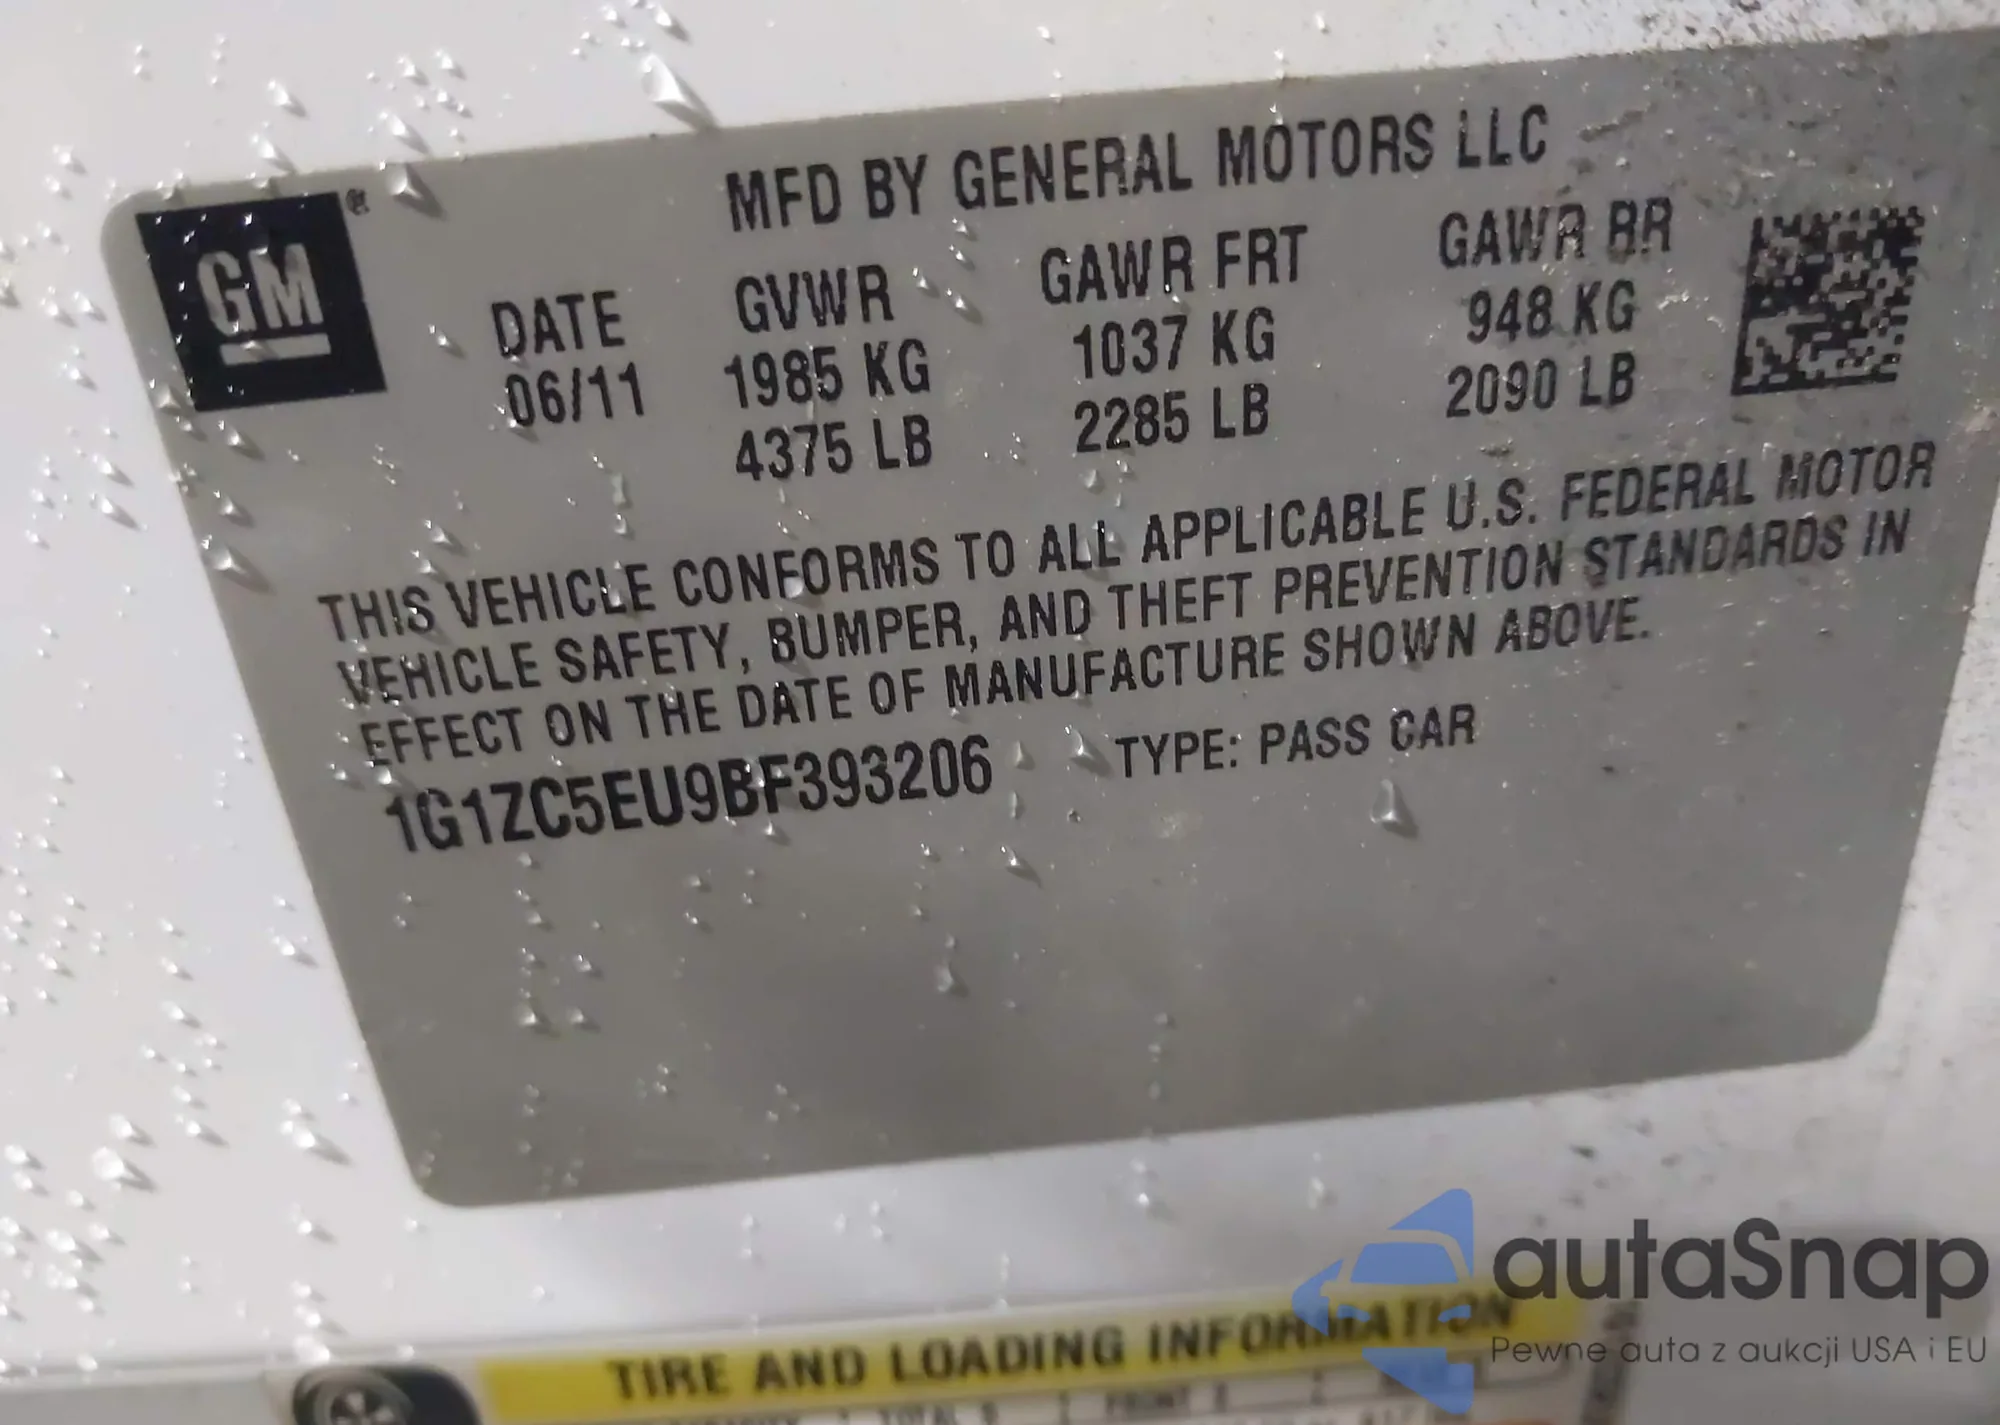 MFD BY GENERAL MOTORS LLC
GM ®
DATE GVWR GAWR FRT GAWR RR
06/11 1985 KG 1037 KG 948 KG
4375 LB 2285 LB 2090 LB
THIS VEHICLE CONFORMS TO ALL APPLICABLE U.S. FEDERAL MOTOR
VEHICLE SAFETY, BUMPER, AND THEFT PREVENTION STANDARDS IN
EFFECT ON THE DATE OF MANUFACTURE SHOWN ABOVE.
1G1ZC5EU9BF393206 TYPE: PASS CAR
TIRE AND LOADING INFORMATION
TOTAL FRONT
autaSnap
Pewne auta z aukcji USA i EU